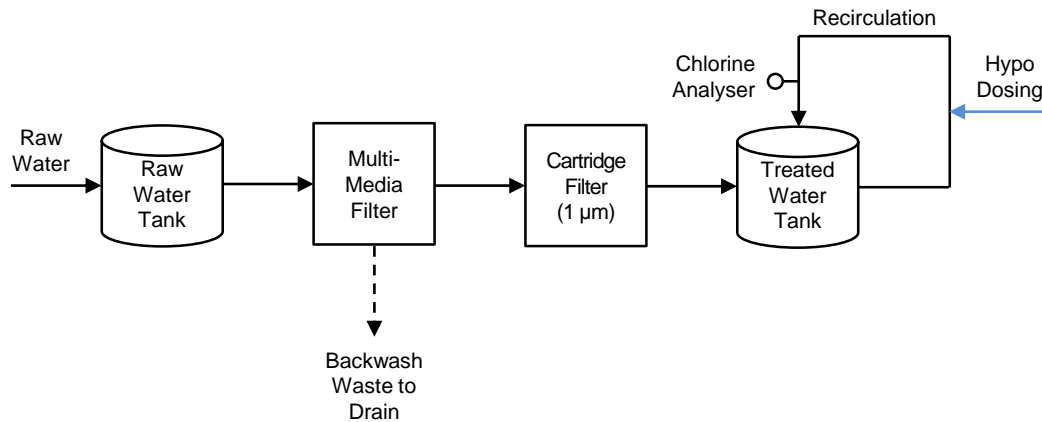 Recirculation
Chlorine
Analyser
Hypo
Dosing
Raw
Water
Raw
Water
Tank
Multi-
Media
Filter
Cartridge
Filter
(1 µm)
Treated
Water
Tank
Backwash
Waste to
Drain